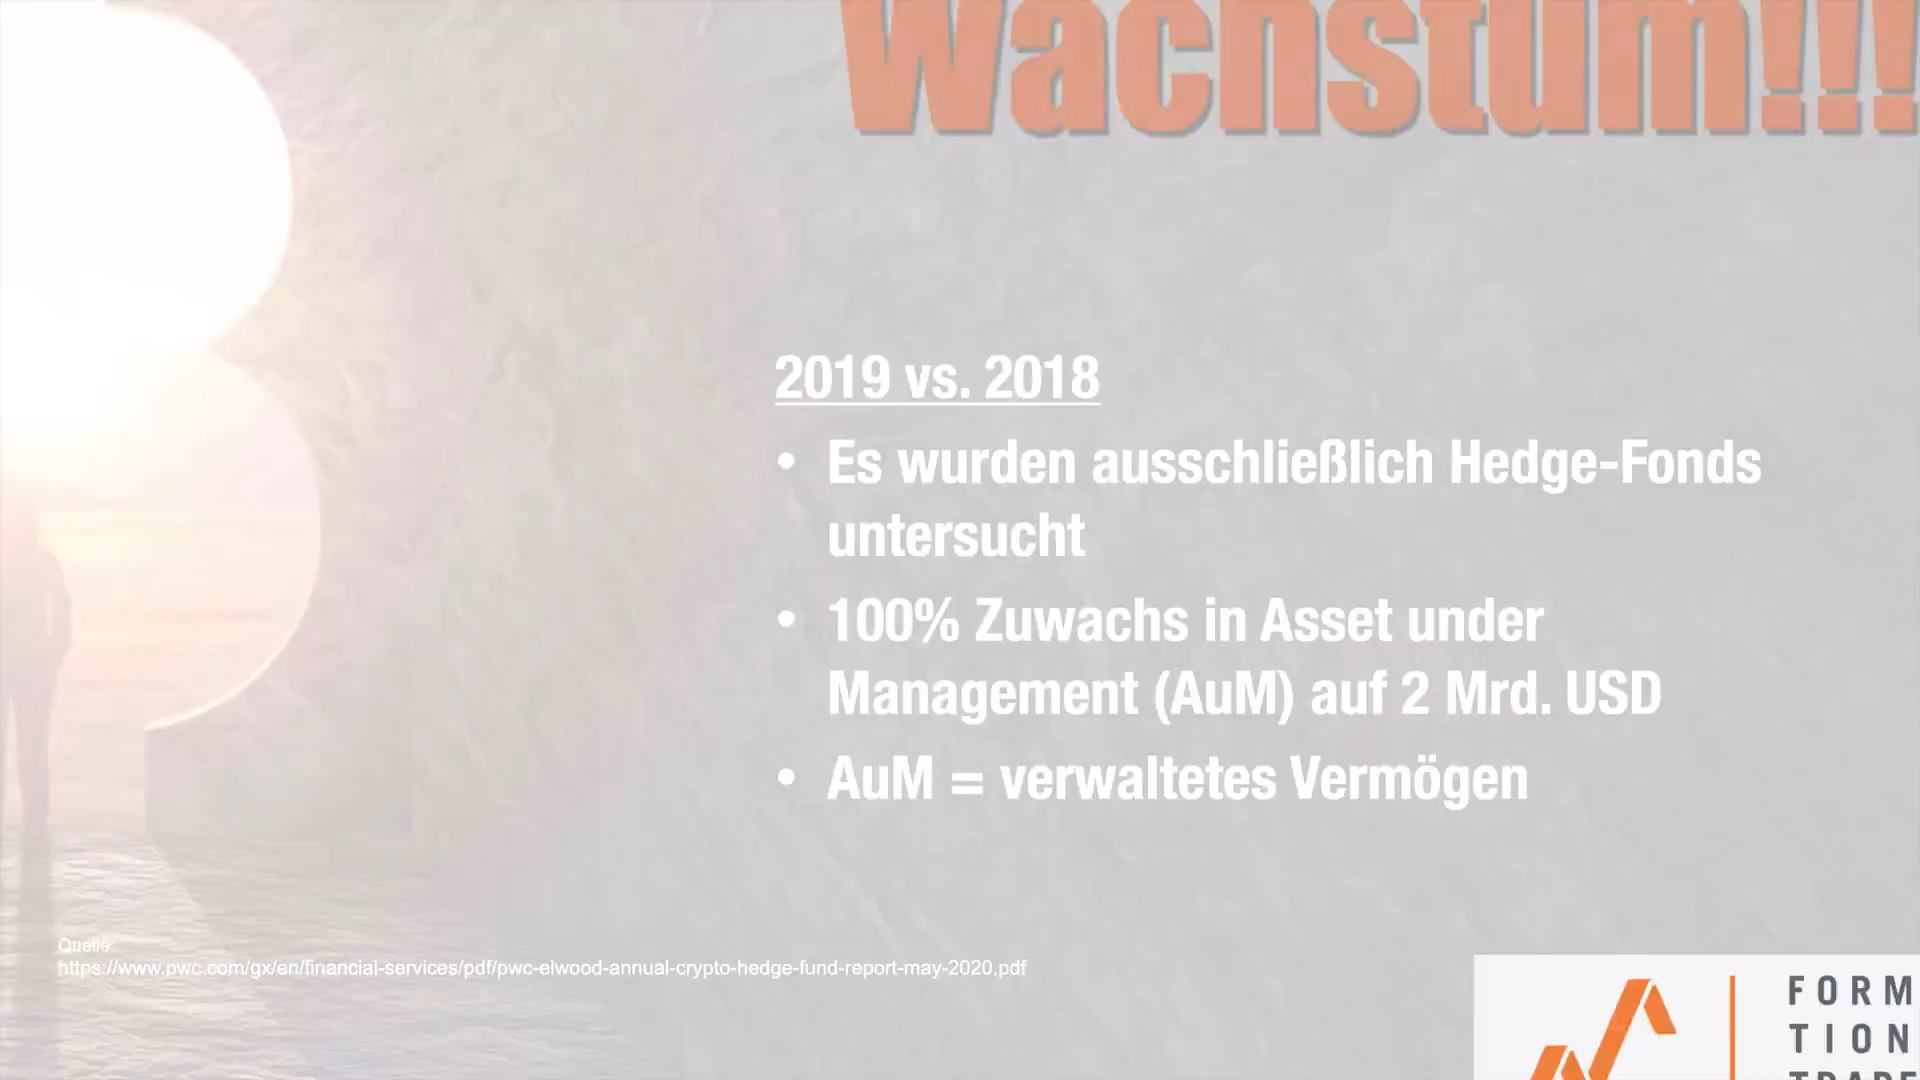 Wachstum!!!
2019 vs. 2018
• Es wurden ausschließlich Hedge-Fonds
untersucht
• 100% Zuwachs in Asset under
Management (AuM) auf 2 Mrd. USD
• AuM = verwaltetes Vermögen
Quelle:
https://www.pwc.com/gx/en/financial-services/pdf/pwc-elwood-annual-crypto-hedge-fund-report-may-2020.pdf
FORM
TION